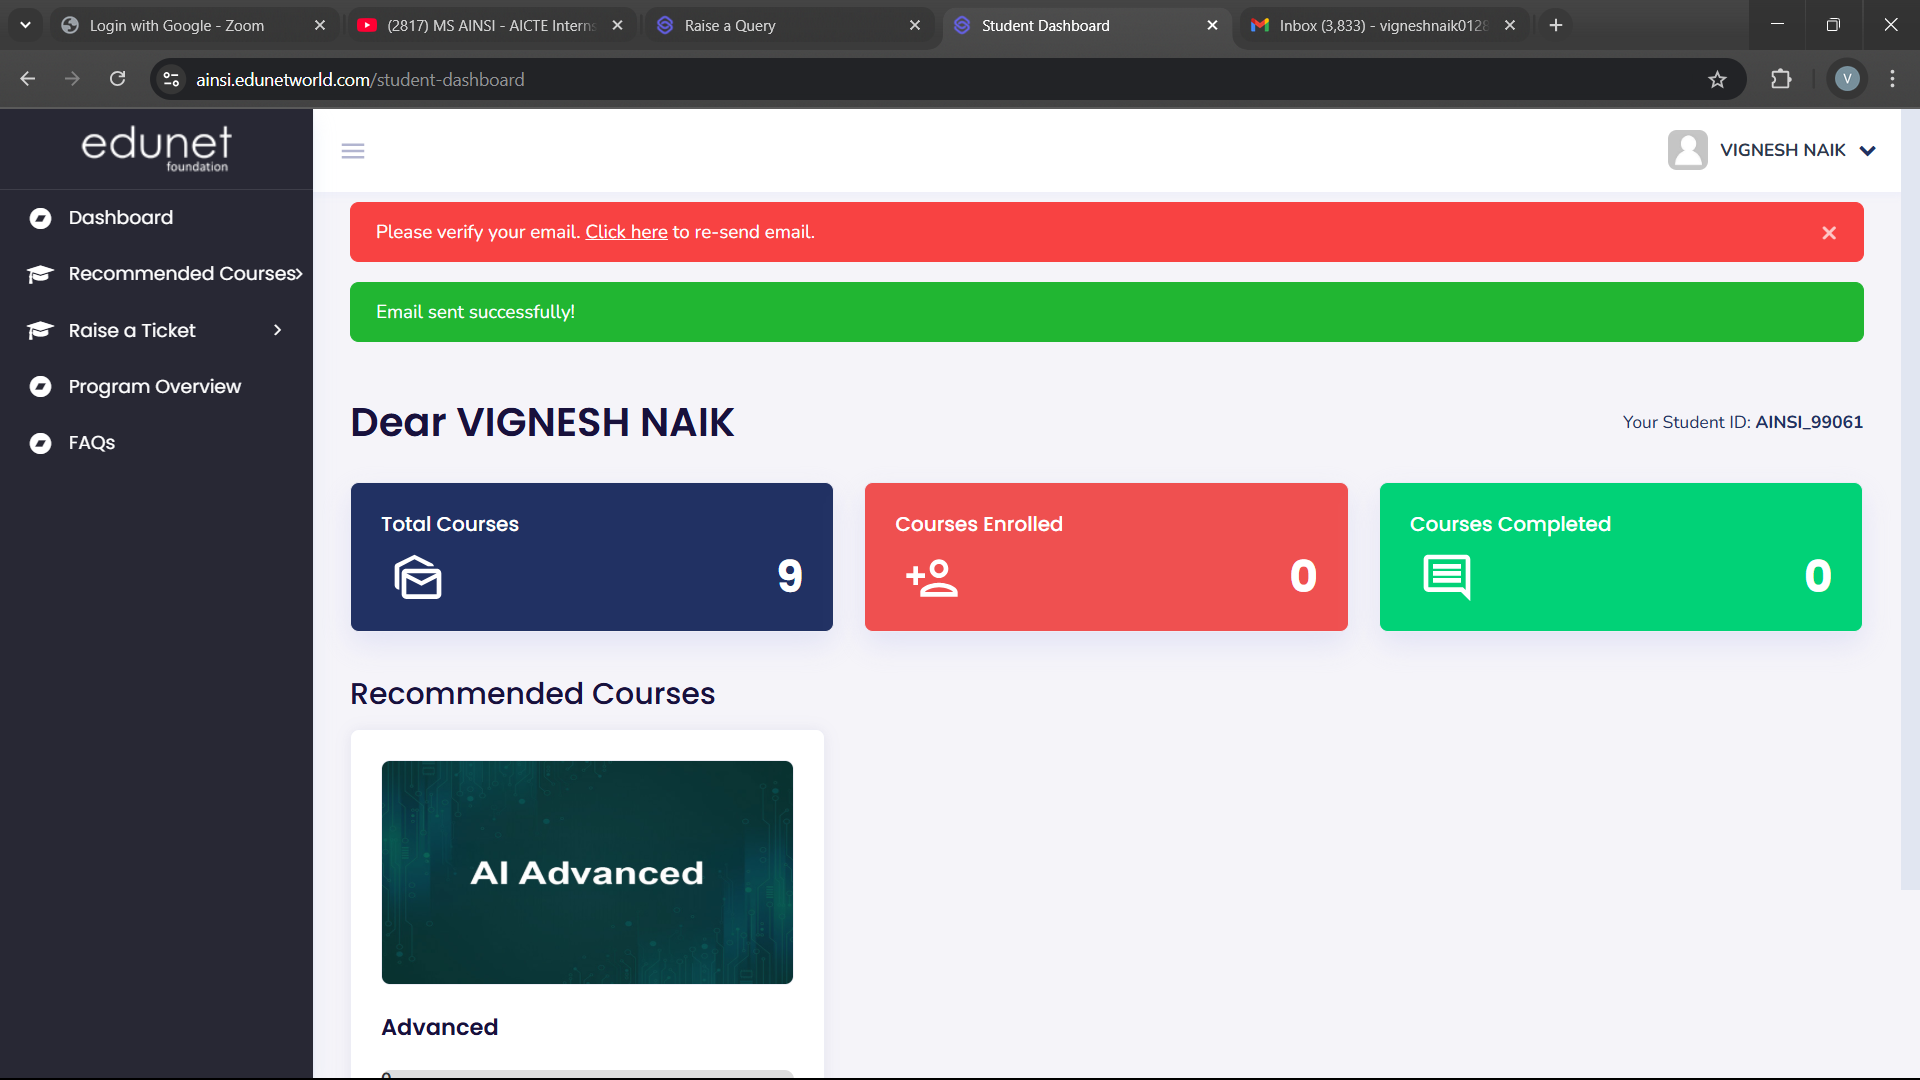 Login with Google - Zoom
(2817) MS AINSI - AICTE Interns
Raise a Query
Student Dashboard
Inbox (3,833) - vigneshnaik0128
ainsi.edunetworld.com/student-dashboard
V
edunet
foundation
VIGNESH NAIK
Dashboard
Recommended Courses
Raise a Ticket
Program Overview
FAQs
Please verify your email. Click here to re-send email.
Email sent successfully!
Dear VIGNESH NAIK
Your Student ID: AINSI_99061
Total Courses
9
Courses Enrolled
0
Courses Completed
0
Recommended Courses
AI Advanced
Advanced